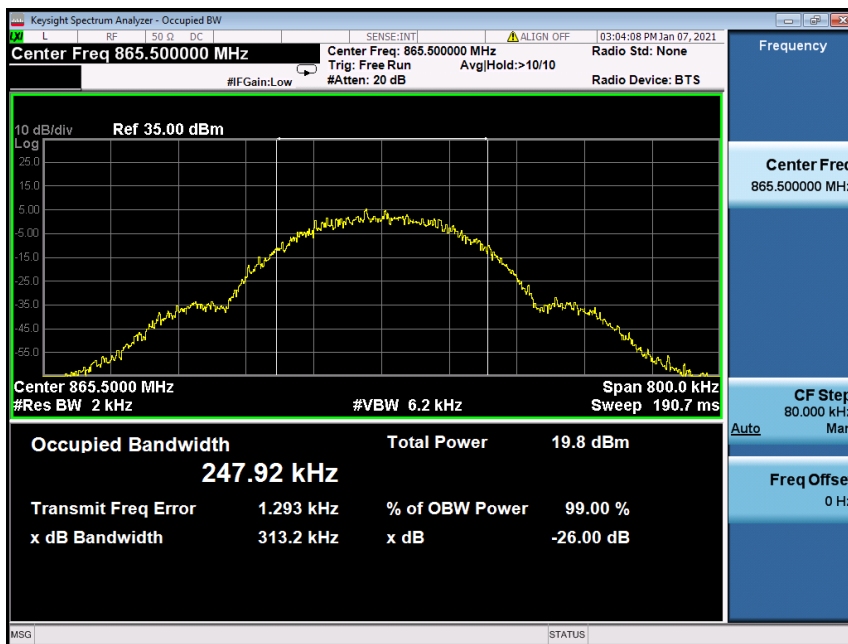 Keysight Spectrum Analyzer - Occupied BW
LXI L RF 50 Ω DC SENSE:INT ALIGN OFF 03:04:08 PM Jan 07, 2021
Center Freq 865.500000 MHz
Center Freq: 865.500000 MHz
Radio Std: None
Trig: Free Run
Avg|Hold:>10/10
#IFGain:Low
#Atten: 20 dB
Radio Device: BTS
10 dB/div
Ref 35.00 dBm
Log
25.0
15.0
5.00
-5.00
-15.0
-25.0
-35.0
-45.0
-55.0
Center 865.5000 MHz
Span 800.0 kHz
#Res BW 2 kHz
#VBW 6.2 kHz
Sweep 190.7 ms
Occupied Bandwidth
247.92 kHz
Total Power 19.8 dBm
Transmit Freq Error 1.293 kHz
% of OBW Power 99.00 %
x dB Bandwidth 313.2 kHz
x dB -26.00 dB
Frequency
Center Freq
865.500000 MHz
CF Step
80.000 kHz
Auto Man
Freq Offse
0 Hz
MSG
STATUS